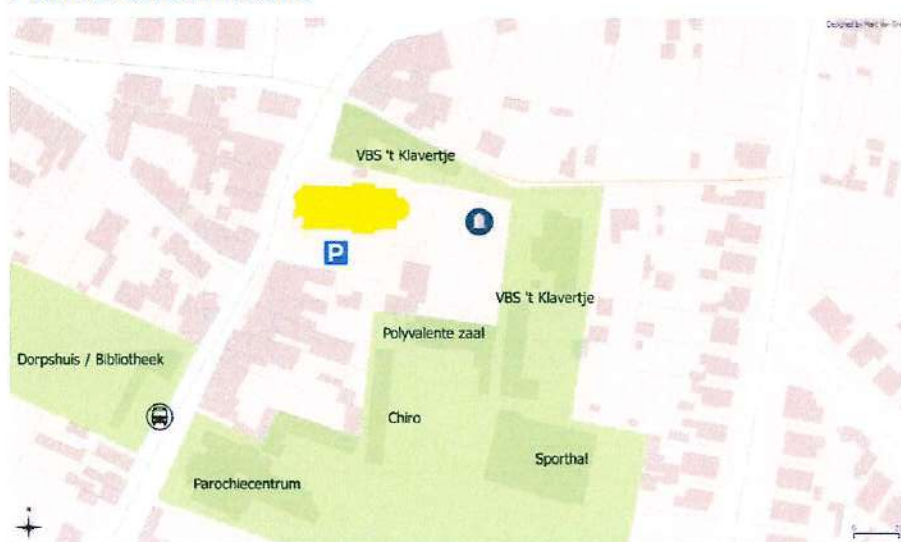 VBS 't Klavertje
P
VBS 't Klavertje
Polyvalente zaal
Dorpshuis / Bibliotheek
Chiro
Sporthal
Parochiecentrum